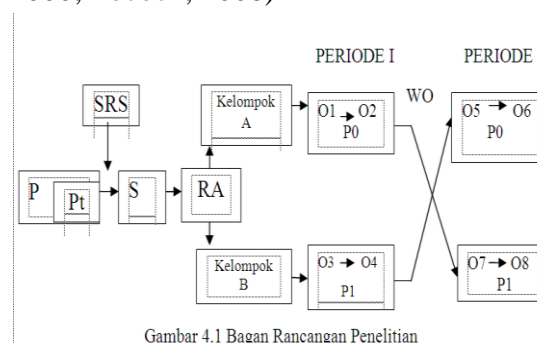 PERIODE I
PERIODE
SRS
Kelompok
A
O1 → O2
P0
WO
O5 → O6
P0
P
Pt
S
RA
Kelompok
B
O3 → O4
P1
O7 → O8
P1
Gambar 4.1 Bagan Rancangan Penelitian